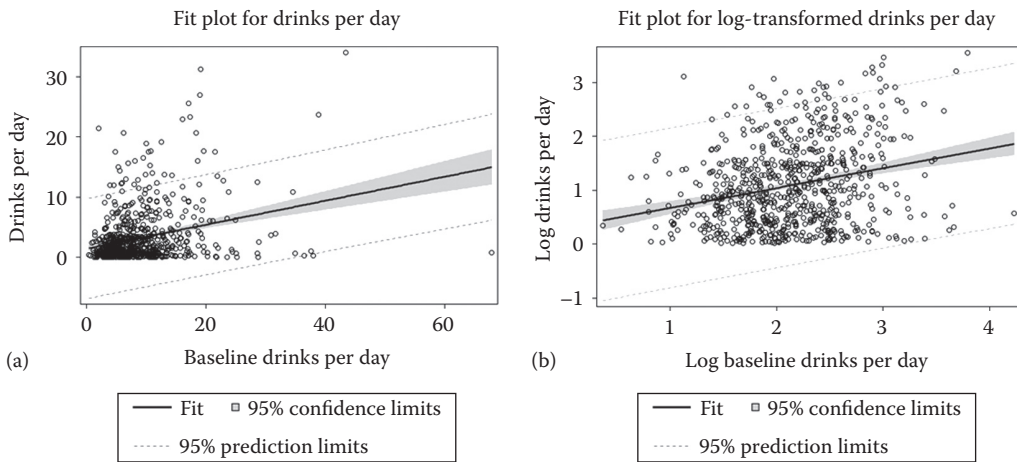 Fit plot for drinks per day
Drinks per day
30
20
10
0
0 20 40 60
Baseline drinks per day
(a)
Fit 95% confidence limits
95% prediction limits
Fit plot for log-transformed drinks per day
Log drinks per day
3
2
1
0
−1
1 2 3 4
Log baseline drinks per day
(b)
Fit 95% confidence limits
95% prediction limits